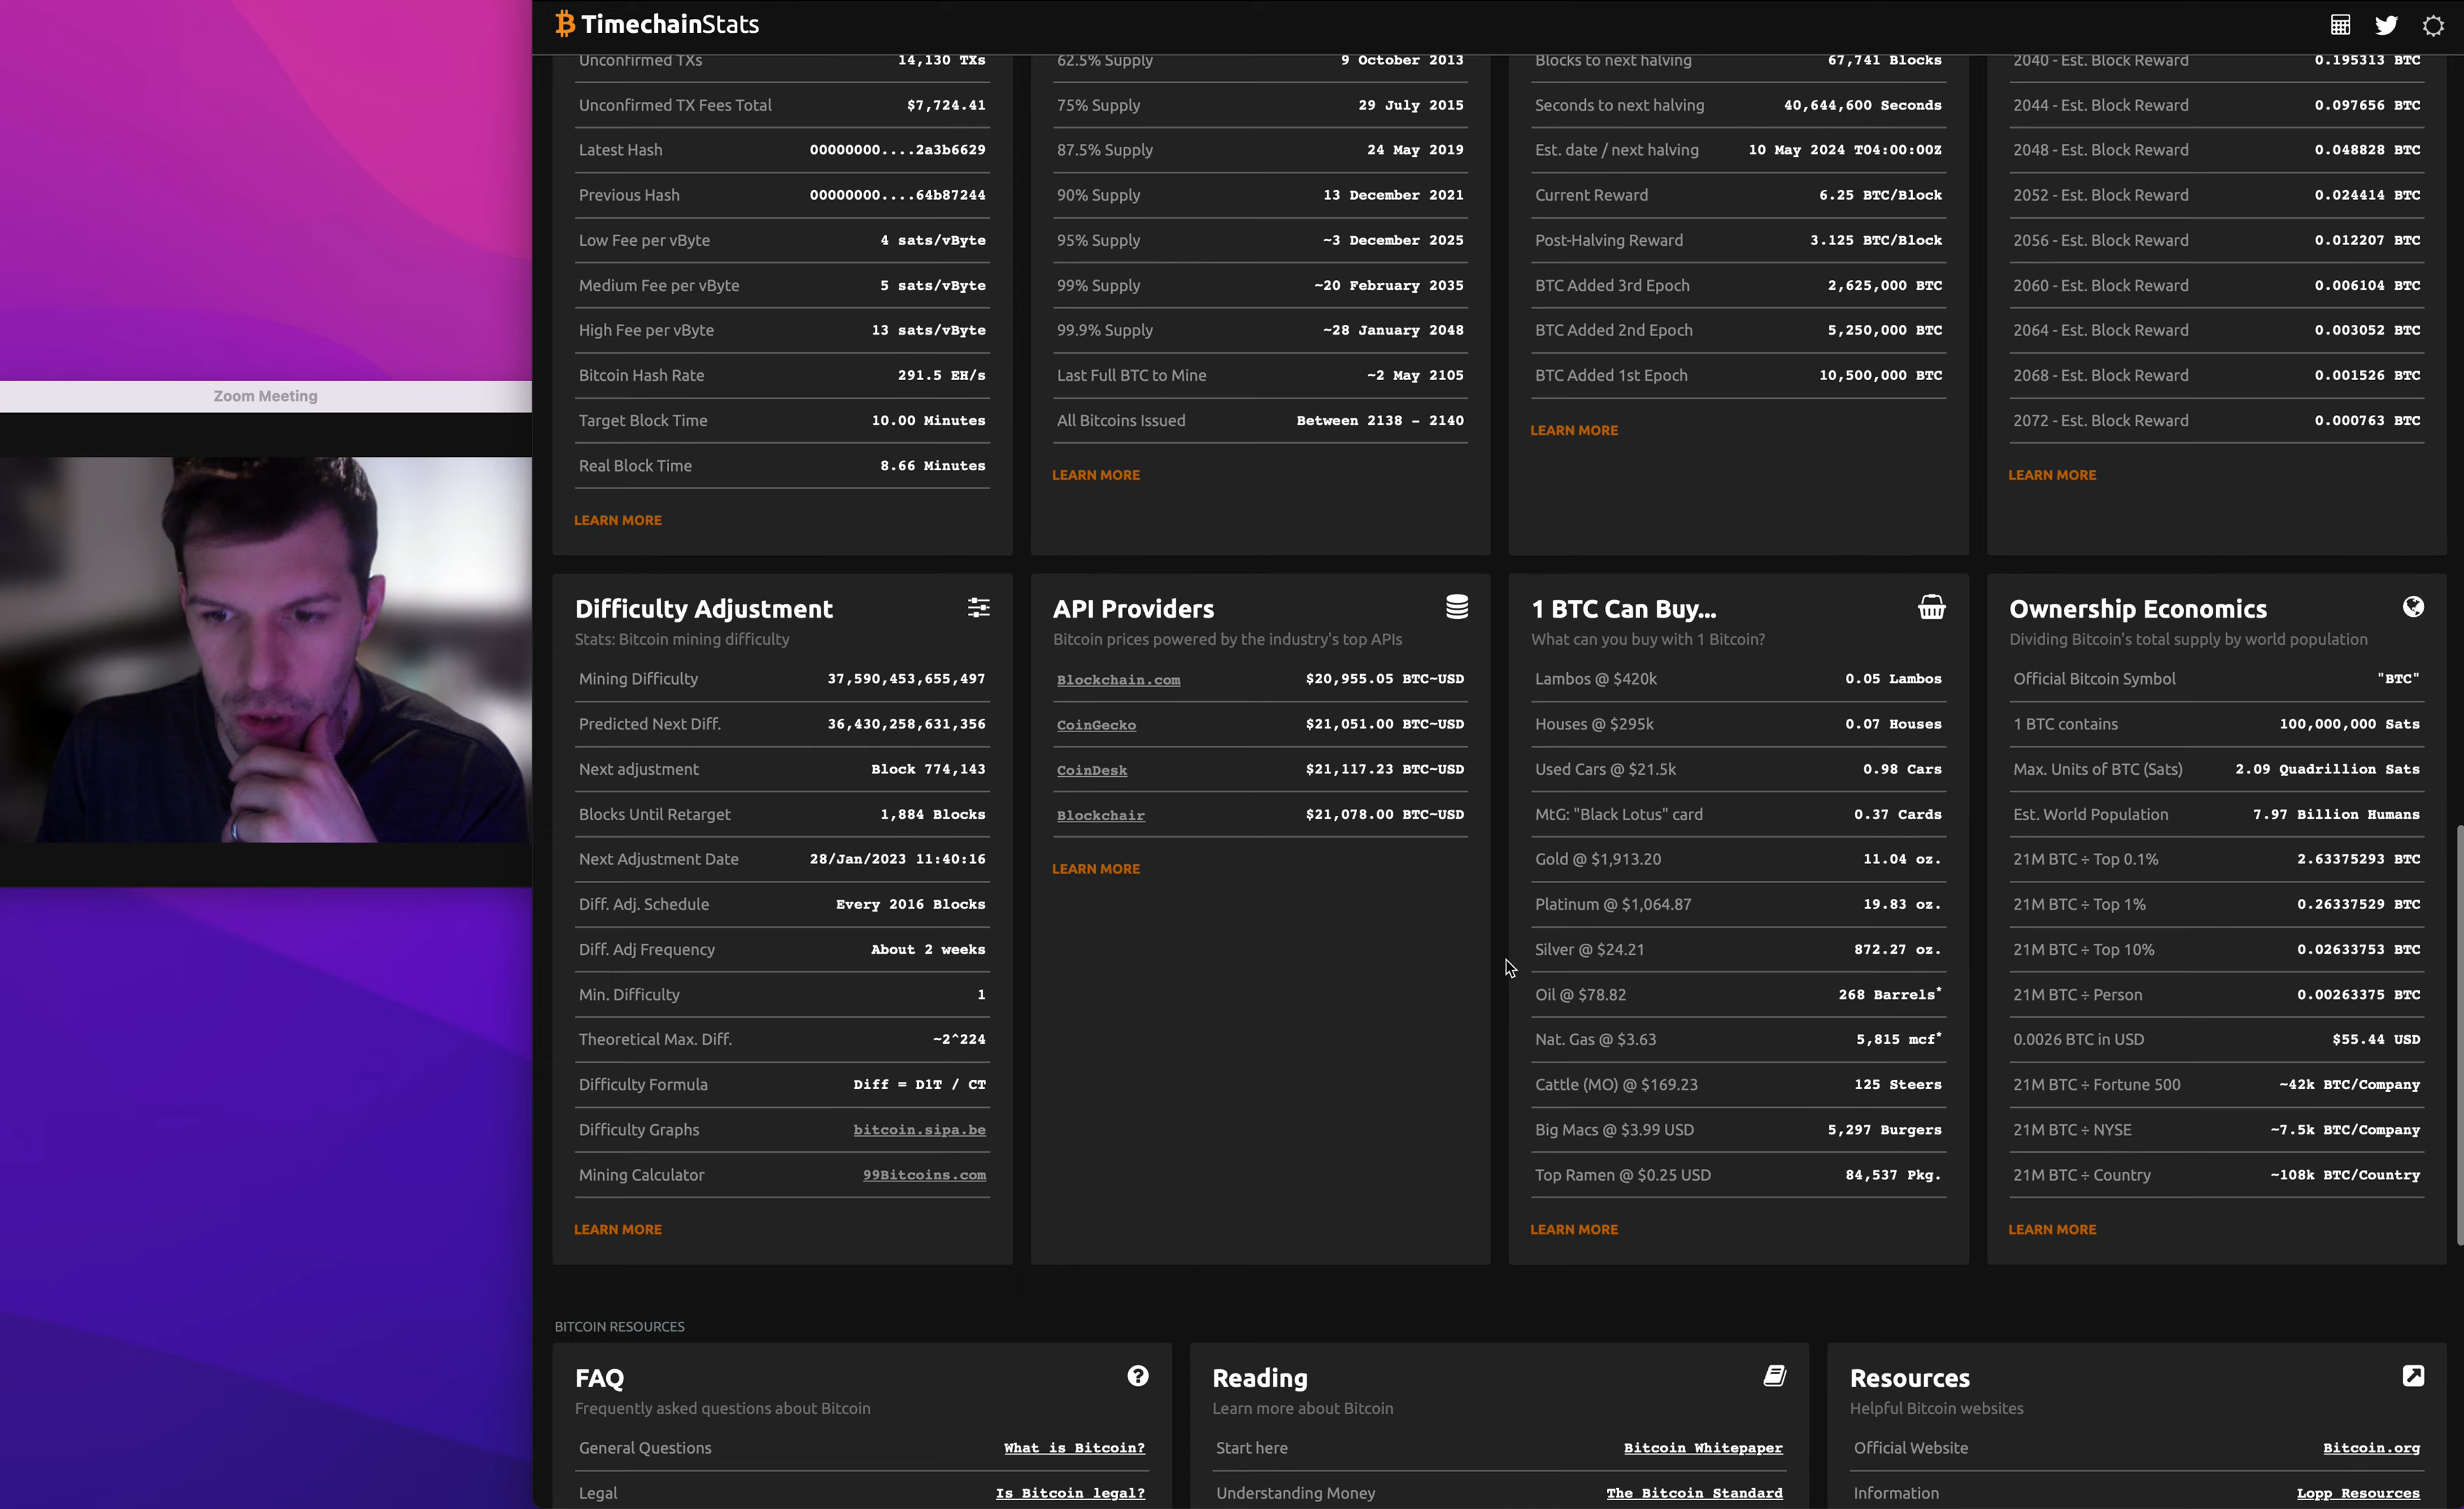 TimechainStats
Zoom Meeting
Unconfirmed TXs 14,130 TXs
Unconfirmed TX Fees Total $7,724.41
Latest Hash 00000000....2a3b6629
Previous Hash 00000000....64b87244
Low Fee per vByte 4 sats/vByte
Medium Fee per vByte 5 sats/vByte
High Fee per vByte 13 sats/vByte
Bitcoin Hash Rate 291.5 EH/s
Target Block Time 10.00 Minutes
Real Block Time 8.66 Minutes
LEARN MORE
62.5% Supply 9 October 2013
75% Supply 29 July 2015
87.5% Supply 24 May 2019
90% Supply 13 December 2021
95% Supply ~3 December 2025
99% Supply ~20 February 2035
99.9% Supply ~28 January 2048
Last Full BTC to Mine ~2 May 2105
All Bitcoins Issued Between 2138 – 2140
LEARN MORE
Blocks to next halving 67,741 Blocks
Seconds to next halving 40,644,600 Seconds
Est. date / next halving 10 May 2024 T04:00:00Z
Current Reward 6.25 BTC/Block
Post-Halving Reward 3.125 BTC/Block
BTC Added 3rd Epoch 2,625,000 BTC
BTC Added 2nd Epoch 5,250,000 BTC
BTC Added 1st Epoch 10,500,000 BTC
LEARN MORE
2040 - Est. Block Reward 0.195313 BTC
2044 - Est. Block Reward 0.097656 BTC
2048 - Est. Block Reward 0.048828 BTC
2052 - Est. Block Reward 0.024414 BTC
2056 - Est. Block Reward 0.012207 BTC
2060 - Est. Block Reward 0.006104 BTC
2064 - Est. Block Reward 0.003052 BTC
2068 - Est. Block Reward 0.001526 BTC
2072 - Est. Block Reward 0.000763 BTC
LEARN MORE
Difficulty Adjustment
Stats: Bitcoin mining difficulty
Mining Difficulty 37,590,453,655,497
Predicted Next Diff. 36,430,258,631,356
Next adjustment Block 774,143
Blocks Until Retarget 1,884 Blocks
Next Adjustment Date 28/Jan/2023 11:40:16
Diff. Adj. Schedule Every 2016 Blocks
Diff. Adj Frequency About 2 weeks
Min. Difficulty 1
Theoretical Max. Diff. ~2^224
Difficulty Formula Diff = D1T / CT
Difficulty Graphs bitcoin.sipa.be
Mining Calculator 99Bitcoins.com
LEARN MORE
API Providers
Bitcoin prices powered by the industry's top APIs
Blockchain.com $20,955.05 BTC~USD
CoinGecko $21,051.00 BTC~USD
CoinDesk $21,117.23 BTC~USD
Blockchair $21,078.00 BTC~USD
LEARN MORE
1 BTC Can Buy...
What can you buy with 1 Bitcoin?
Lambos @ $420k 0.05 Lambos
Houses @ $295k 0.07 Houses
Used Cars @ $21.5k 0.98 Cars
MtG: "Black Lotus" card 0.37 Cards
Gold @ $1,913.20 11.04 oz.
Platinum @ $1,064.87 19.83 oz.
Silver @ $24.21 872.27 oz.
Oil @ $78.82 268 Barrels*
Nat. Gas @ $3.63 5,815 mcf*
Cattle (MO) @ $169.23 125 Steers
Big Macs @ $3.99 USD 5,297 Burgers
Top Ramen @ $0.25 USD 84,537 Pkg.
LEARN MORE
Ownership Economics
Dividing Bitcoin's total supply by world population
Official Bitcoin Symbol "BTC"
1 BTC contains 100,000,000 Sats
Max. Units of BTC (Sats) 2.09 Quadrillion Sats
Est. World Population 7.97 Billion Humans
21M BTC ÷ Top 0.1% 2.63375293 BTC
21M BTC ÷ Top 1% 0.26337529 BTC
21M BTC ÷ Top 10% 0.02633753 BTC
21M BTC ÷ Person 0.00263375 BTC
0.0026 BTC in USD $55.44 USD
21M BTC ÷ Fortune 500 ~42k BTC/Company
21M BTC ÷ NYSE ~7.5k BTC/Company
21M BTC ÷ Country ~108k BTC/Country
LEARN MORE
BITCOIN RESOURCES
FAQ
Frequently asked questions about Bitcoin
General Questions What is Bitcoin?
Legal Is Bitcoin legal?
Reading
Learn more about Bitcoin
Start here Bitcoin Whitepaper
Understanding Money The Bitcoin Standard
Resources
Helpful Bitcoin websites
Official Website Bitcoin.org
Information Lopp Resources